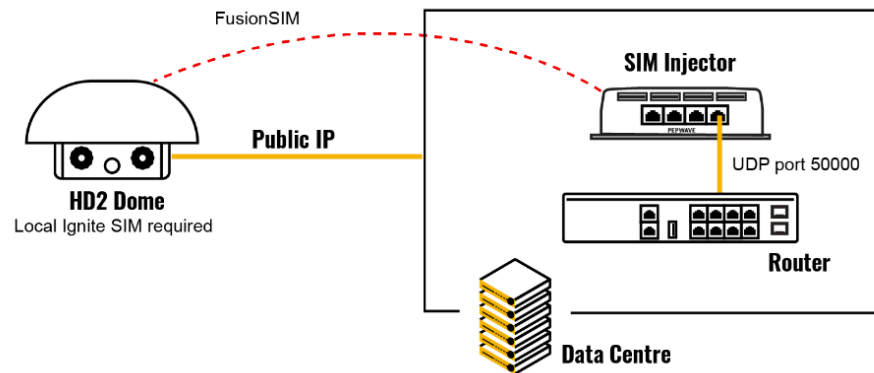 FusionSIM
SIM Injector
PEPWAVE
Public IP
UDP port 50000
HD2 Dome
Local Ignite SIM required
Router
Data Centre